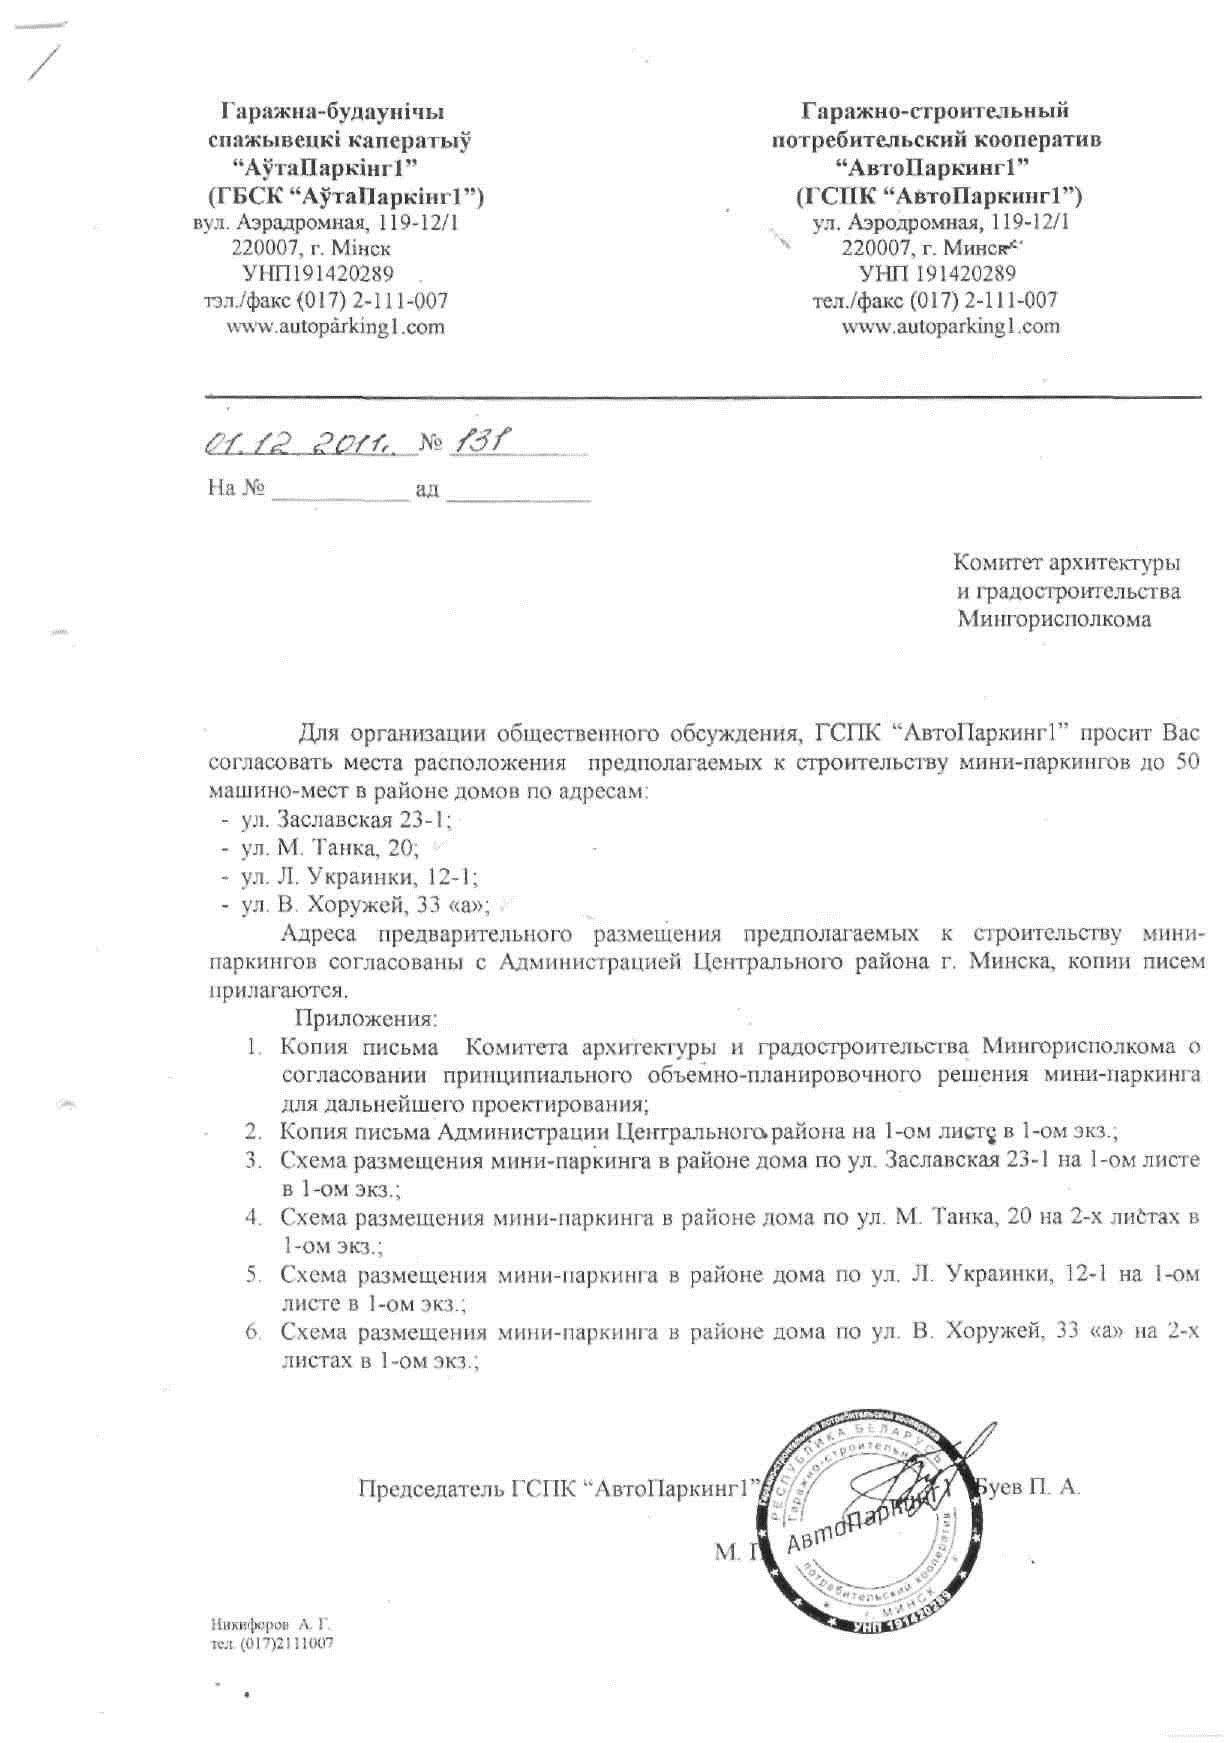 Гаражна-будаунічы
спажывецкі каператыў
“АўтаПаркінг1”
(ГБСК “АўтаПаркінг1”)
вул. Аэрадромная, 119-12/1
220007, г. Мінск
УНП191420289
тэл./факс (017) 2-111-007
www.autoparking1.com
Гаражно-строительный
потребительский кооператив
“АвтоПаркинг1”
(ГСПК “АвтоПаркинг1”)
ул. Аэродромная, 119-12/1
220007, г. Минск
УНП 191420289
тел./факс (017) 2-111-007
www.autoparking1.com
01.12 2011г. № 131
На № ____________ ад ____________
Комитет архитектуры
и градостроительства
Мингорисполкома
Для организации общественного обсуждения, ГСПК “АвтоПаркинг1” просит Вас
согласовать места расположения предполагаемых к строительству мини-паркингов до 50
машино-мест в районе домов по адресам:
- ул. Заславская 23-1;
- ул. М. Танка, 20;
- ул. Л. Украинки, 12-1;
- ул. В. Хоружей, 33 «а»;
Адреса предварительного размещения предполагаемых к строительству мини-
паркингов согласованы с Администрацией Центрального района г. Минска, копии писем
прилагаются.
Приложения:
1. Копия письма Комитета архитектуры и градостроительства Мингорисполкома о
согласовании принципиального объемно-планировочного решения мини-паркинга
для дальнейшего проектирования;
2. Копия письма Администрации Центрального района на 1-ом листе в 1-ом экз.;
3. Схема размещения мини-паркинга в районе дома по ул. Заславская 23-1 на 1-ом листе
в 1-ом экз.;
4. Схема размещения мини-паркинга в районе дома по ул. М. Танка, 20 на 2-х листах в
1-ом экз.;
5. Схема размещения мини-паркинга в районе дома по ул. Л. Украинки, 12-1 на 1-ом
листе в 1-ом экз.;
6. Схема размещения мини-паркинга в районе дома по ул. В. Хоружей, 33 «а» на 2-х
листах в 1-ом экз.;
Председатель ГСПК “АвтоПаркинг1” Буев П. А.
М. П
Гаражно-строительный потребительский кооператив
РЕСПУБЛИКА БЕЛАРУСЬ
Гаражно-строительный
АвтоПаркинг1
потребительский кооператив
г. МИНСК
УНП 191420289
Никифоров А. Г.
тел. (017)2111007